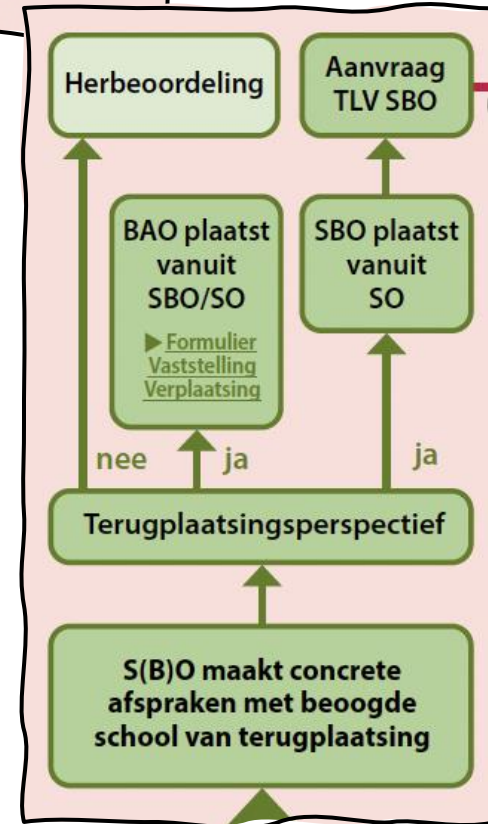 Herbeoordeling
Aanvraag
TLV SBO
BAO plaatst
vanuit
SBO/SO
▶ Formulier
Vaststelling
Verplaatsing
SBO plaatst
vanuit
SO
nee
ja
ja
Terugplaatsingsperspectief
S(B)O maakt concrete
afspraken met beoogde
school van terugplaatsing